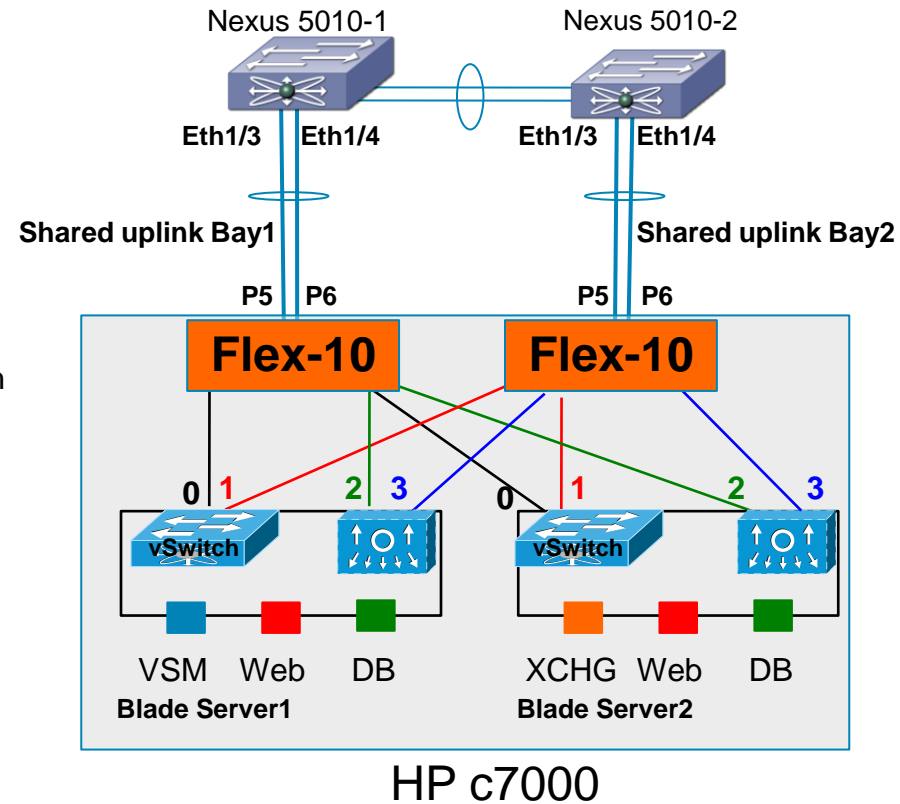 Nexus 5010-1
Nexus 5010-2
Eth1/3
Eth1/4
Eth1/3
Eth1/4
Shared uplink Bay1
Shared uplink Bay2
P5
P6
P5
P6
Flex-10
Flex-10
n
0
1
2
3
0
1
2
3
vSwitch
vSwitch
VSM
Web
DB
XCHG
Web
DB
Blade Server1
Blade Server2
HP c7000